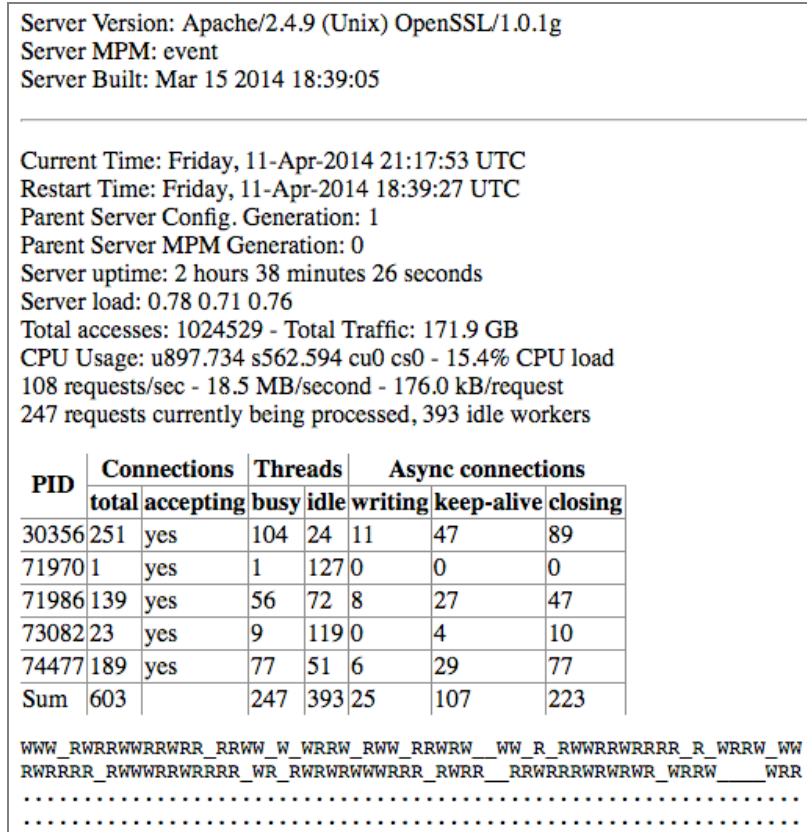 Server Version: Apache/2.4.9 (Unix) OpenSSL/1.0.1g
Server MPM: event
Server Built: Mar 15 2014 18:39:05
Current Time: Friday, 11-Apr-2014 21:17:53 UTC
Restart Time: Friday, 11-Apr-2014 18:39:27 UTC
Parent Server Config. Generation: 1
Parent Server MPM Generation: 0
Server uptime: 2 hours 38 minutes 26 seconds
Server load: 0.78 0.71 0.76
Total accesses: 1024529 - Total Traffic: 171.9 GB
CPU Usage: u897.734 s562.594 cu0 cs0 - 15.4% CPU load
108 requests/sec - 18.5 MB/second - 176.0 kB/request
247 requests currently being processed, 393 idle workers
PID Connections Threads Async connections
total accepting busy idle writing keep-alive closing
30356 251 yes 104 24 11 47 89
71970 1 yes 1 127 0 0 0
71986 139 yes 56 72 8 27 47
73082 23 yes 9 119 0 4 10
74477 189 yes 77 51 6 29 77
Sum 603 247 393 25 107 223
WWW_RWRRWWRRWRR_RRWW_W_WRRW_RWW_RRWRW__WW_R_RWWRRWRRRR_R_WRRW_WW
RWRRRR_RWWWRRWRRRR_WR_RWRWRWWWRRR_RWRR__RRWRRRWRWRWR_WRRW____WRR
................................................................
................................................................